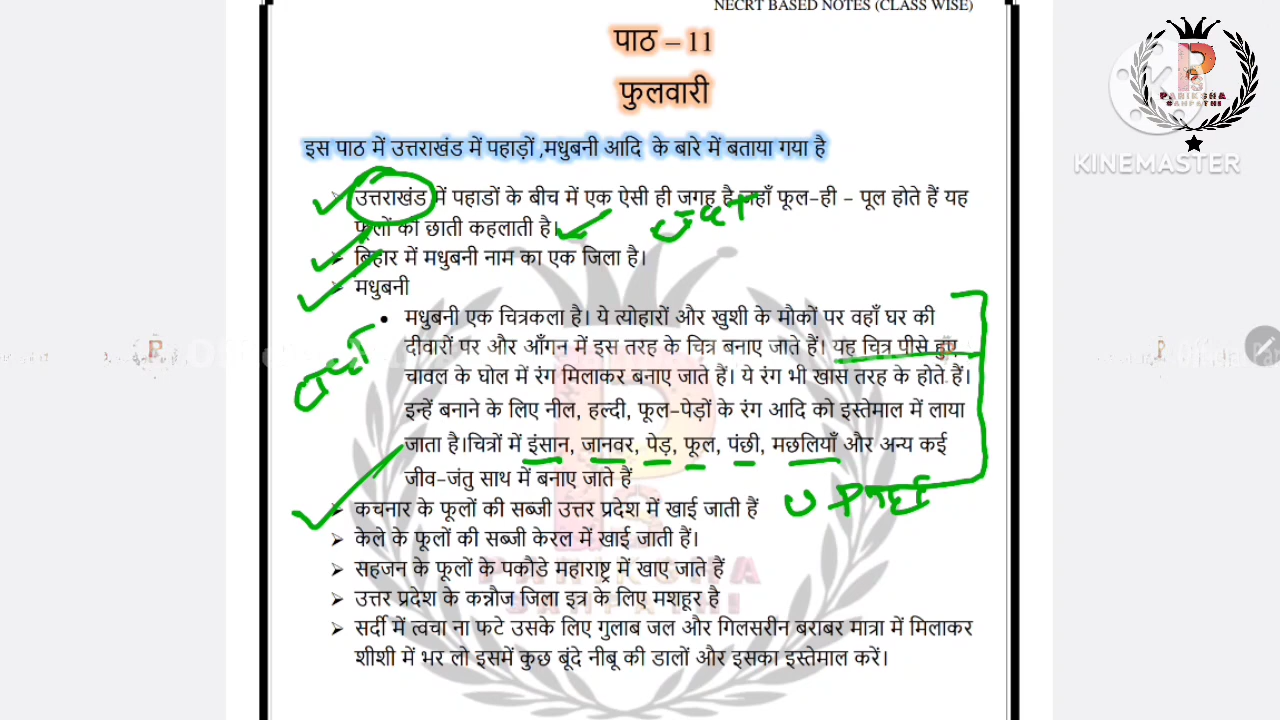 NECRT BASED NOTES (CLASS WISE)
पाठ – 11
फुलवारी
इस पाठ में उत्तराखंड में पहाड़ों ,मधुबनी आदि के बारे में बताया गया है
उत्तराखंड में पहाडों के बीच में एक ऐसी ही जगह है जहाँ फूल-ही – पूल होते हैं यह
फूलों की छाती कहलाती है।
बिहार में मधुबनी नाम का एक जिला है।
मधुबनी
मधुबनी एक चित्रकला है। ये त्योहारों और खुशी के मौकों पर वहाँ घर की
दीवारों पर और आँगन में इस तरह के चित्र बनाए जाते हैं। यह चित्र पीसे हुए
चावल के घोल में रंग मिलाकर बनाए जाते हैं। ये रंग भी खास तरह के होते हैं।
इन्हें बनाने के लिए नील, हल्दी, फूल-पेड़ों के रंग आदि को इस्तेमाल में लाया
जाता है।चित्रों में इंसान, जानवर, पेड़, फूल, पंछी, मछलियाँ और अन्य कई
जीव-जंतु साथ में बनाए जाते हैं
कचनार के फूलों की सब्जी उत्तर प्रदेश में खाई जाती हैं
केले के फूलों की सब्जी केरल में खाई जाती हैं।
सहजन के फूलों के पकौडे महाराष्ट्र में खाए जाते हैं
उत्तर प्रदेश के कन्नौज जिला इत्र के लिए मशहूर है
सर्दी में त्वचा ना फटे उसके लिए गुलाब जल और गिलसरीन बराबर मात्रा में मिलाकर
शीशी में भर लो इसमें कुछ बूंदे नीबू की डालों और इसका इस्तेमाल करें।
PARIKSHA
SANPATHI
KINEMASTER
PARIKSHA
SANPATHI